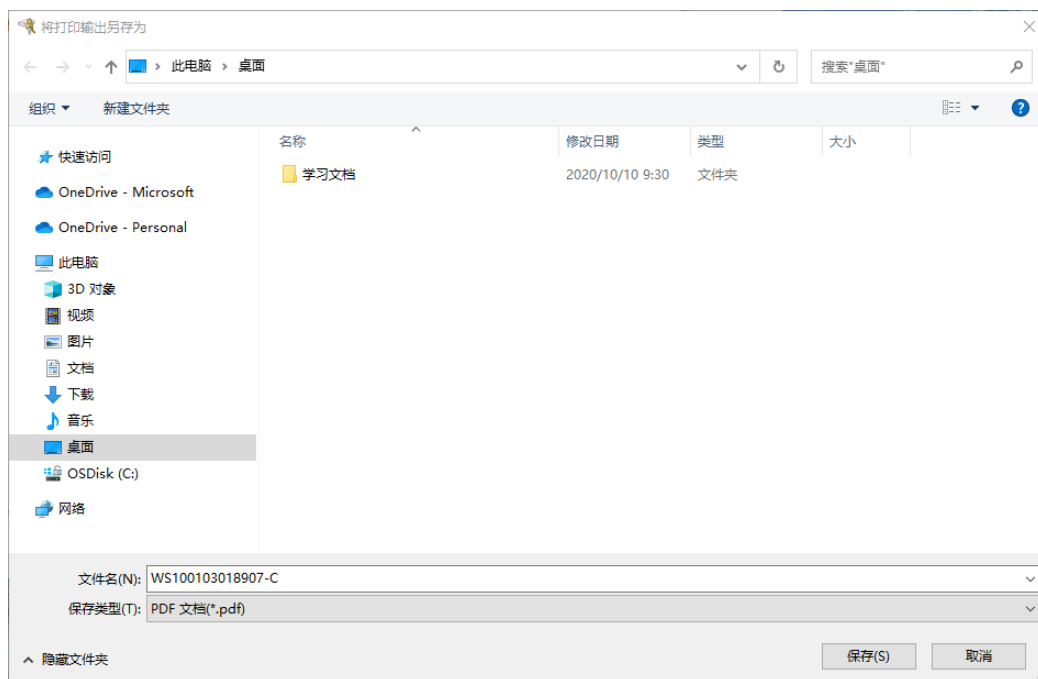 将打印输出另存为
此电脑 › 桌面
搜索"桌面"
组织 新建文件夹
名称 修改日期 类型 大小
快速访问
学习文档 2020/10/10 9:30 文件夹
OneDrive - Microsoft
OneDrive - Personal
此电脑
3D 对象
视频
图片
文档
下载
音乐
桌面
OSDisk (C:)
网络
文件名(N): WS100103018907-C
保存类型(T): PDF 文档(*.pdf)
隐藏文件夹 保存(S) 取消